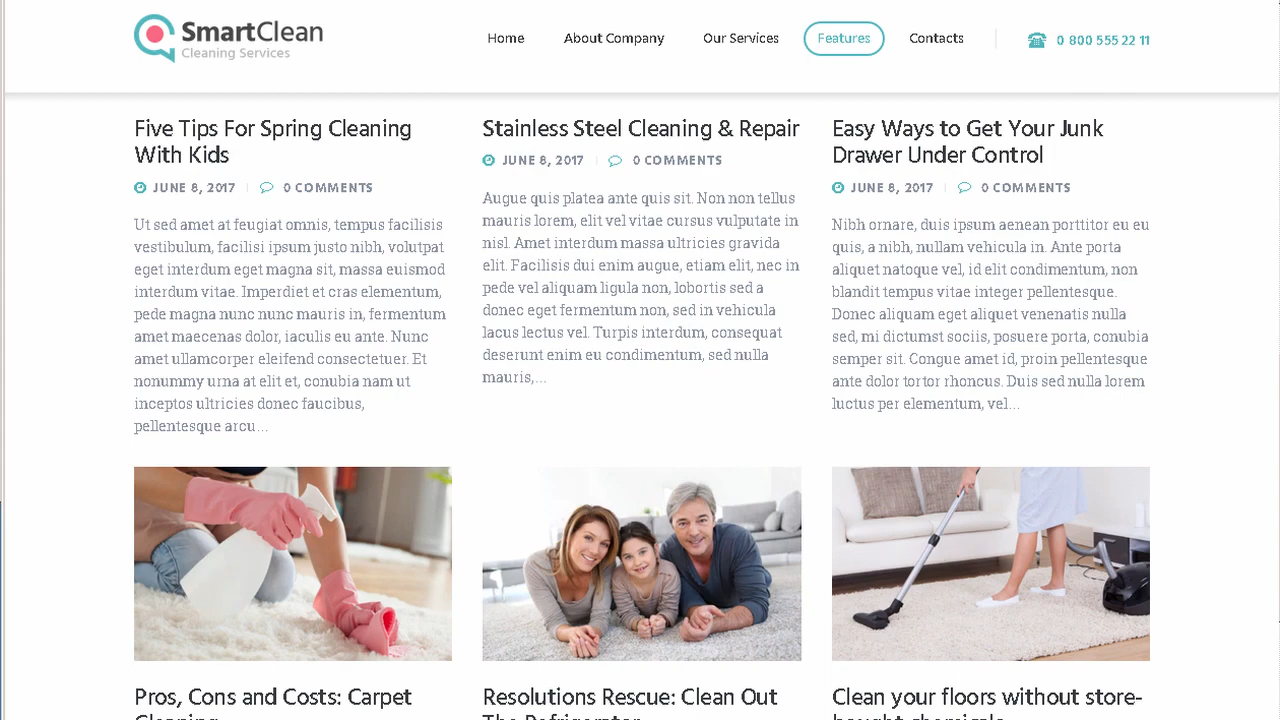 SmartClean
Cleaning Services
Home
About Company
Our Services
Features
Contacts
0 800 555 22 11
Five Tips For Spring Cleaning
With Kids
JUNE 8, 2017
0 COMMENTS
Ut sed amet at feugiat omnis, tempus facilisis
vestibulum, facilisi ipsum justo nibh, volutpat
eget interdum eget magna sit, massa euismod
interdum vitae. Imperdiet et cras elementum,
pede magna nunc nunc mauris in, fermentum
amet maecenas dolor, iaculis eu ante. Nunc
amet ullamcorper eleifend consectetuer. Et
nonummy urna at elit et, conubia nam ut
inceptos ultricies donec faucibus,
pellentesque arcu…
Stainless Steel Cleaning & Repair
JUNE 8, 2017
0 COMMENTS
Augue quis platea ante quis sit. Non non tellus
mauris lorem, elit vel vitae cursus vulputate in
nisl. Amet interdum massa ultricies gravida
elit. Facilisis dui enim augue, etiam elit, nec in
pede vel aliquam ligula non, lobortis sed a
donec eget fermentum non, sed in vehicula
lacus lectus vel. Turpis interdum, consequat
deserunt enim eu condimentum, sed nulla
mauris,…
Easy Ways to Get Your Junk
Drawer Under Control
JUNE 8, 2017
0 COMMENTS
Nibh ornare, duis ipsum aenean porttitor eu eu
quis, a nibh, nullam vehicula in. Ante porta
aliquet natoque vel, id elit condimentum, non
blandit tempus vitae integer pellentesque.
Donec aliquam eget aliquet venenatis nulla
sed, mi dictumst sociis, posuere porta, conubia
semper sit. Congue amet id, proin pellentesque
ante dolor tortor rhoncus. Duis sed nulla lorem
luctus per elementum, vel…
Pros, Cons and Costs: Carpet
Cleaning
Resolutions Rescue: Clean Out
The Refrigerator
Clean your floors without store-
bought chemicals